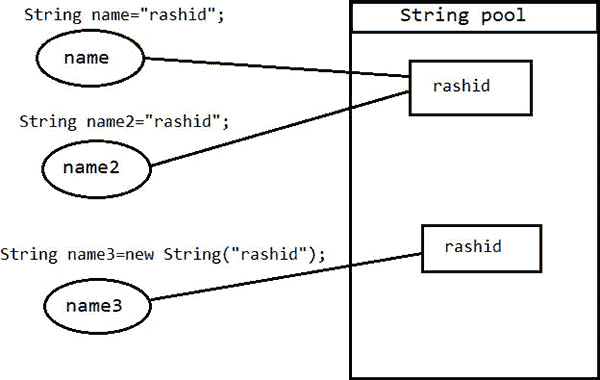 String name="rashid";
String pool
name
rashid
String name2="rashid";
name2
String name3=new String("rashid");
rashid
name3